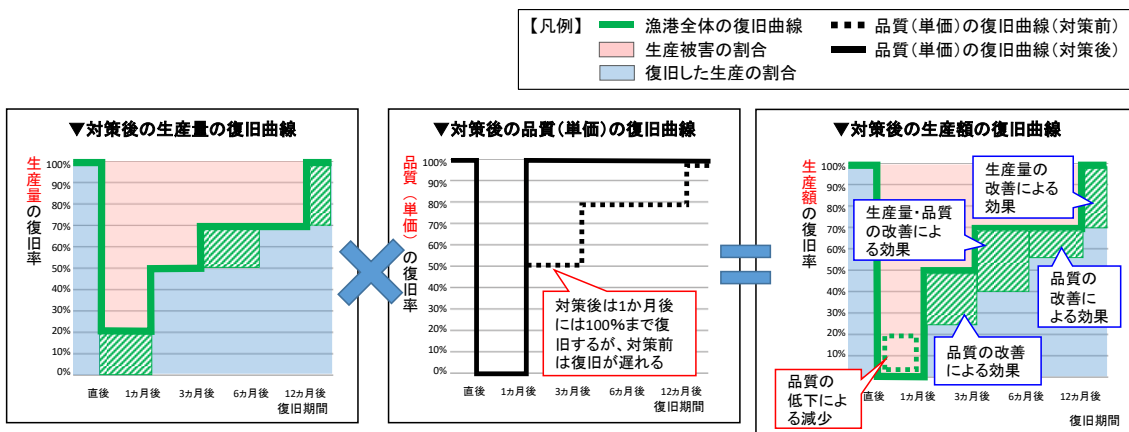 【凡例】
漁港全体の復旧曲線
生産被害の割合
復旧した生産の割合
品質(単価)の復旧曲線(対策前)
品質(単価)の復旧曲線(対策後)
▼対策後の生産量の復旧曲線
生産量の復旧率
100%
90%
80%
70%
60%
50%
40%
30%
20%
10%
0%
直後
1ヵ月後
3ヵ月後
6ヵ月後
12ヵ月後
復旧期間
▼対策後の品質(単価)の復旧曲線
品質(単価)の復旧率
100%
90%
80%
70%
60%
50%
40%
30%
20%
10%
0%
対策後は1か月後
には100%まで復
旧するが、対策前
は復旧が遅れる
直後
1ヵ月後
3ヵ月後
6ヵ月後
12ヵ月後
復旧期間
▼対策後の生産額の復旧曲線
生産額の復旧率
100%
90%
80%
70%
60%
50%
40%
30%
20%
10%
生産量の
改善による
効果
生産量・品質
の改善によ
る効果
品質の
改善に
よる効果
品質の改善
による効果
品質の
低下によ
る減少
直後
1ヵ月後
3ヵ月後
6ヵ月後
12ヵ月後
復旧期間